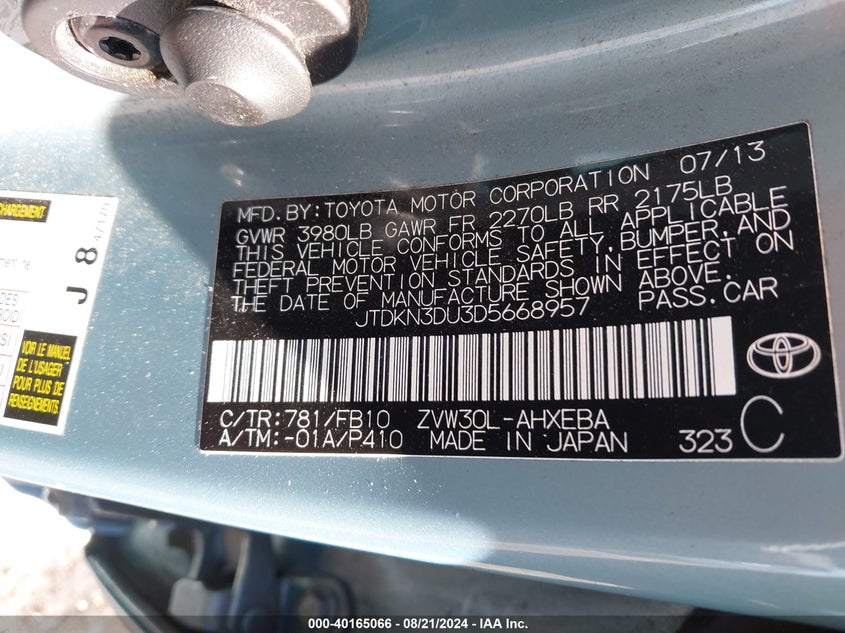 MFD. BY: TOYOTA MOTOR CORPORATION 07/13
GVWR 3980LB GAWR FR 2270LB RR 2175LB
THIS VEHICLE CONFORMS TO ALL APPLICABLE
FEDERAL MOTOR VEHICLE SAFETY, BUMPER, AND
THEFT PREVENTION STANDARDS IN EFFECT ON
THE DATE OF MANUFACTURE SHOWN ABOVE.
JTDKN3DU3D5668957 PASS. CAR
C/TR: 781/FB10 ZVW30L-AHXEBA
A/TM: -01A/P410 MADE IN JAPAN 323 C
CHARGEMENT
J 8
VOIR LE MANUEL
DE L'USAGER
POUR PLUS DE
RENSEIGNEMENTS.
000-40165066 - 08/21/2024 - IAA Inc.